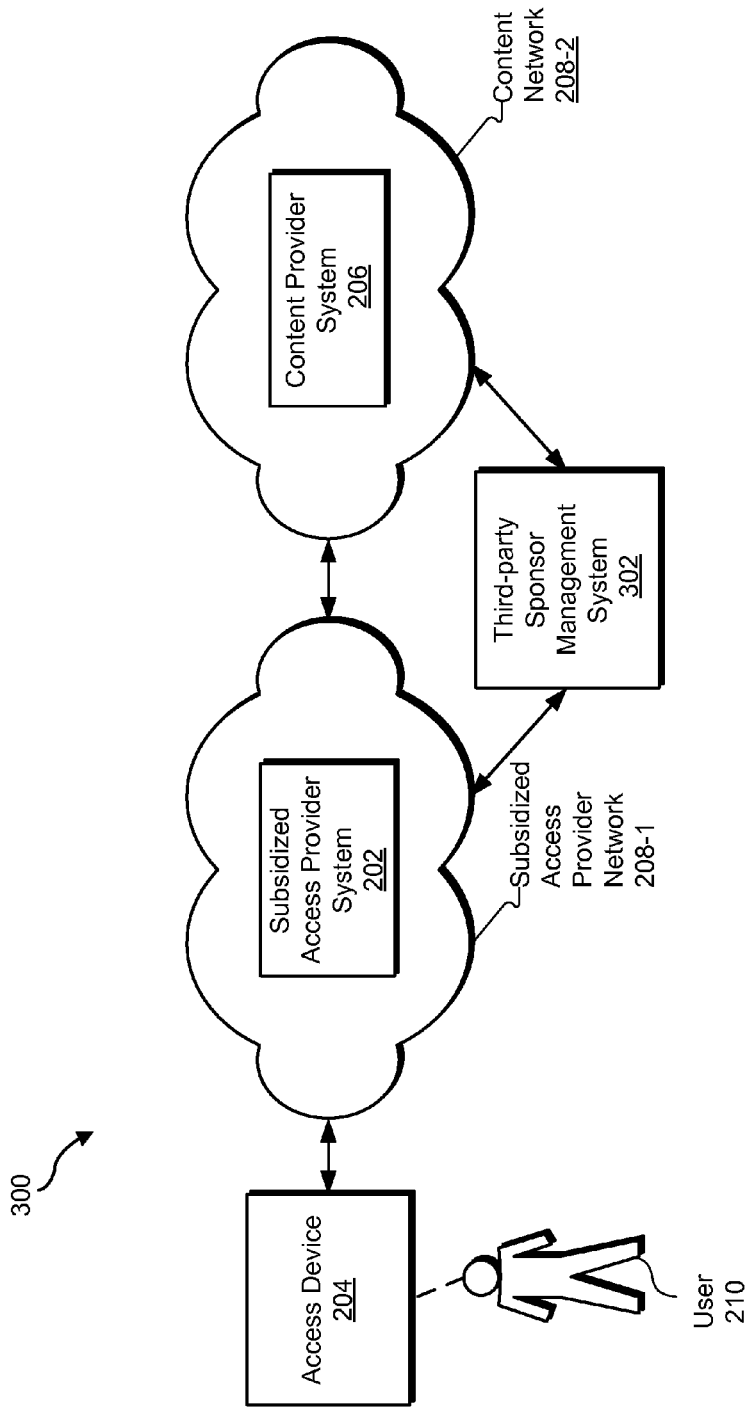 300
Access Device
204
User
210
Subsidized
Access Provider
System
202
Subsidized
Access
Provider
Network
208-1
Third-party
Sponsor
Management
System
302
Content Provider
System
206
Content
Network
208-2